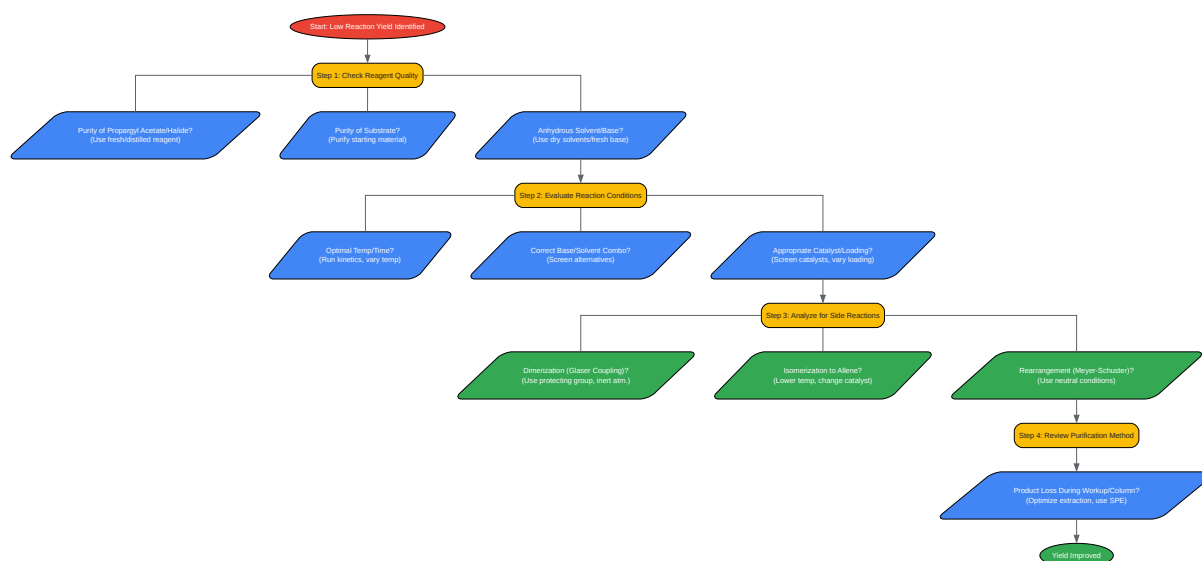 Start: Low Reaction Yield Identified
Step 1: Check Reagent Quality
Purity of Propargyl Acetate/Halide?
(Use fresh/distilled reagent)
Purity of Substrate?
(Purify starting material)
Anhydrous Solvent/Base?
(Use dry solvents/fresh base)
Step 2: Evaluate Reaction Conditions
Optimal Temp/Time?
(Run kinetics, vary temp)
Correct Base/Solvent Combo?
(Screen alternatives)
Appropriate Catalyst/Loading?
(Screen catalysts, vary loading)
Step 3: Analyze for Side Reactions
Dimerization (Glaser Coupling)?
(Use protecting group, inert atm.)
Isomerization to Allene?
(Lower temp, change catalyst)
Rearrangement (Meyer-Schuster)?
(Use neutral conditions)
Step 4: Review Purification Method
Product Loss During Workup/Column?
(Optimize extraction, use SPE)
Yield Improved